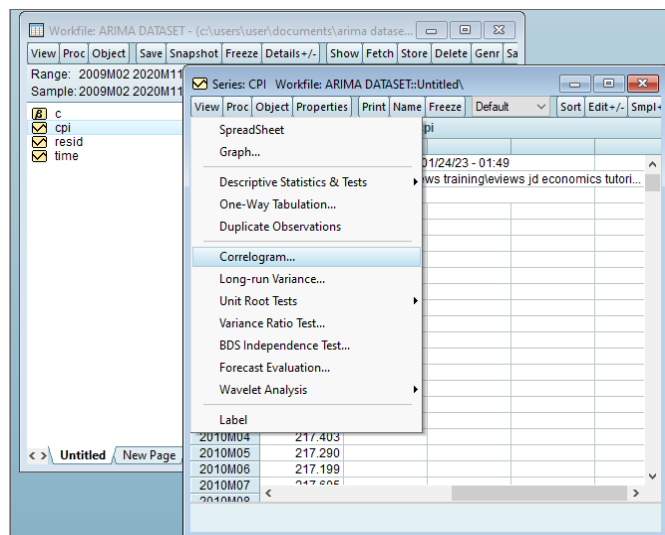 Workfile: ARIMA DATASET - (c:\users\user\documents\arima datase...
View Proc Object Save Snapshot Freeze Details+/- Show Fetch Store Delete Genr Sa
Range: 2009M02 2020M11
Sample: 2009M02 2020M11
c
cpi
resid
time
Untitled New Page
Series: CPI Workfile: ARIMA DATASET::Untitled\
View Proc Object Properties Print Name Freeze Default Sort Edit+/- Smpl+
pi
01/24/23 - 01:49
ws training\eviews jd economics tutori...
SpreadSheet
Graph...
Descriptive Statistics & Tests
One-Way Tabulation...
Duplicate Observations
Correlogram...
Long-run Variance...
Unit Root Tests
Variance Ratio Test...
BDS Independence Test...
Forecast Evaluation...
Wavelet Analysis
Label
2010M04 217.403
2010M05 217.290
2010M06 217.199
2010M07 217.605
2010M08